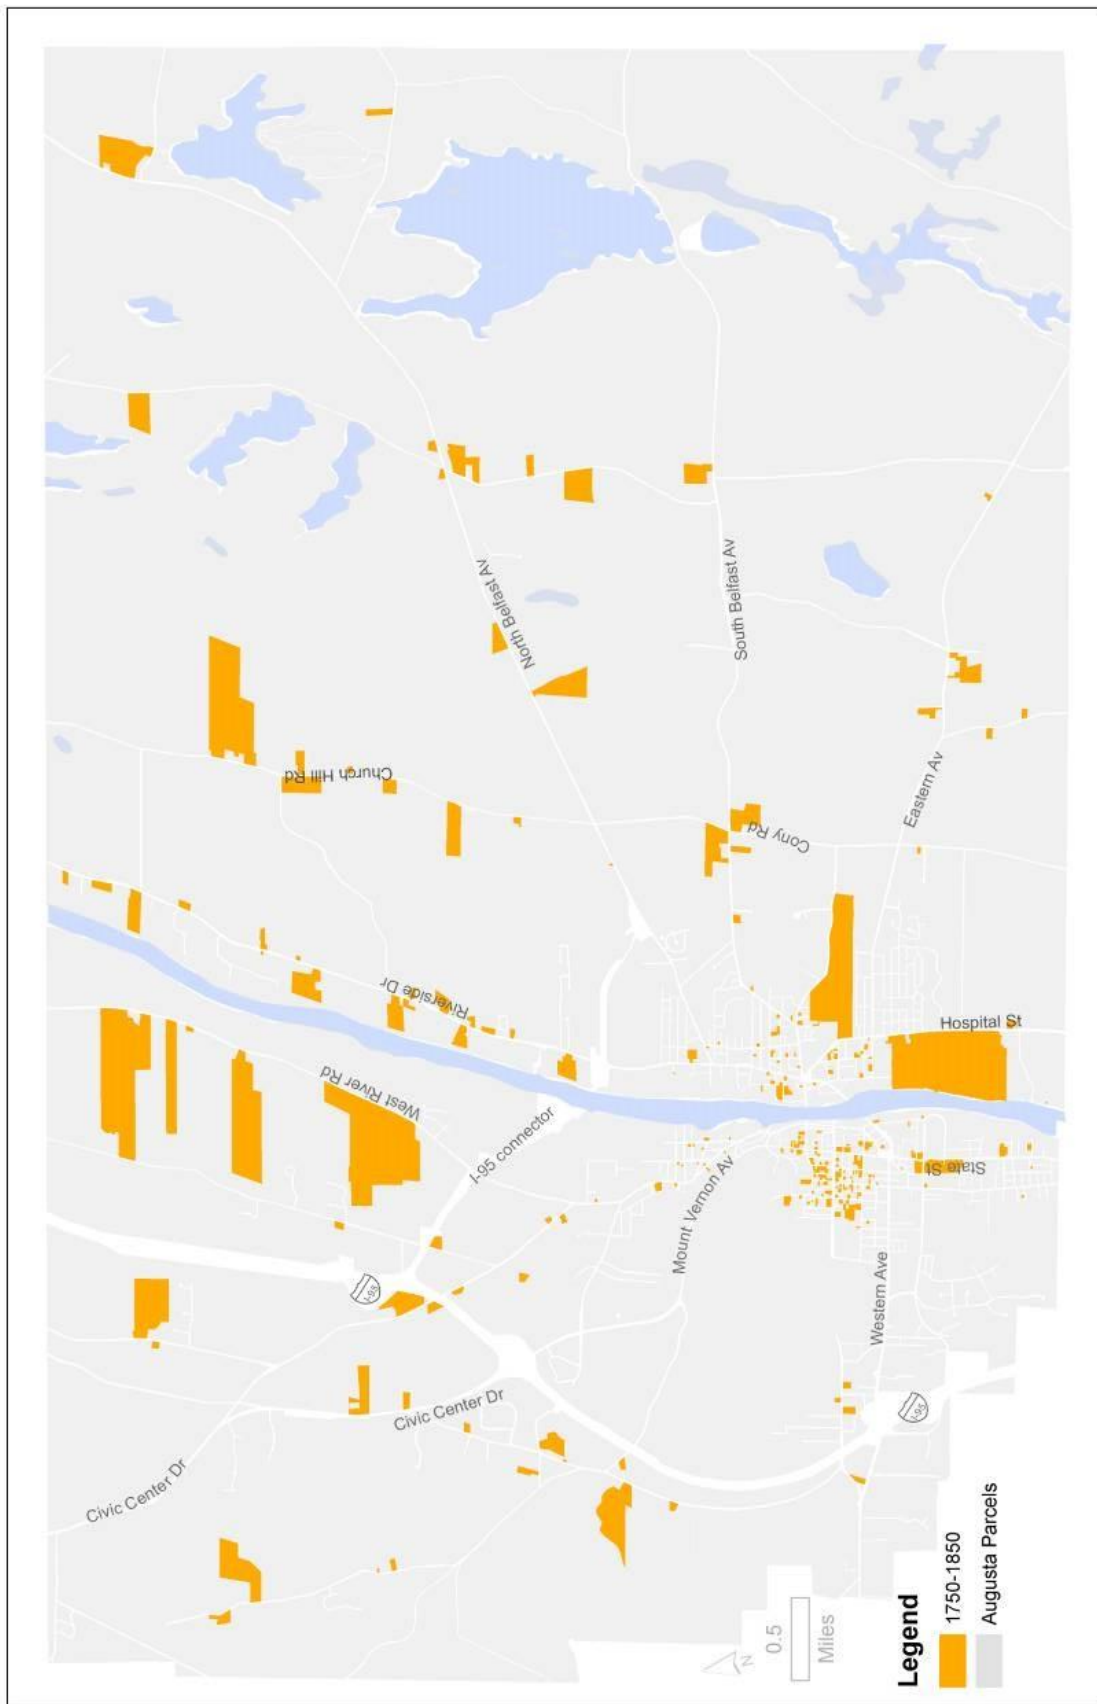 Church Hill Rd
North Belfast Av
South Belfast Av
Cony Rd
Eastern Av
Riverside Dr
Hospital St
West River Rd
I-95 connector
State St
Mount Vernon Av
I-95
Western Ave
Civic Center Dr
Civic Center Dr
I-95
N
0.5
Miles
Legend
1750-1850
Augusta Parcels